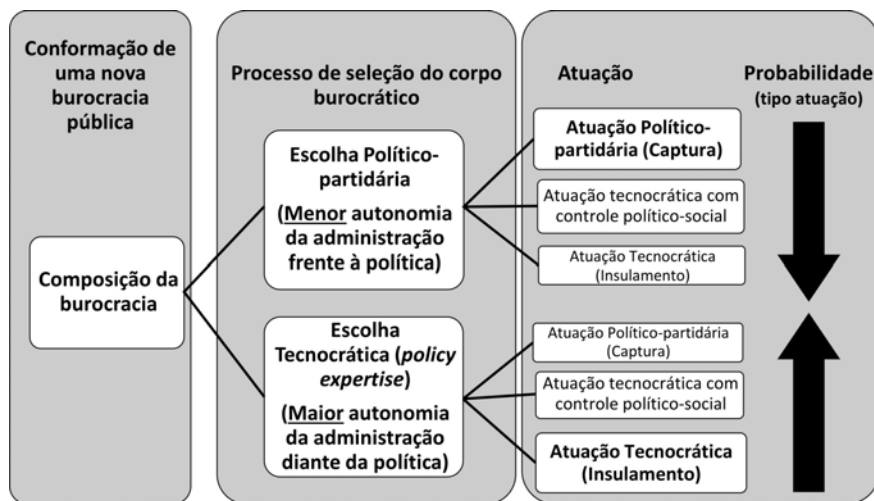 Conformação de
uma nova
burocracia
pública
Composição da
burocracia
Processo de seleção do corpo
burocrático
Escolha Político-
partidária
(Menor autonomia
da administração
frente à política)
Escolha
Tecnocrática (policy
expertise)
(Maior autonomia
da administração
diante da política)
Atuação
Atuação Político-
partidária (Captura)
Atuação tecnocrática com
controle político-social
Atuação Tecnocrática
(Insulamento)
Atuação Político-partidária
(Captura)
Atuação tecnocrática com
controle político-social
Atuação Tecnocrática
(Insulamento)
Probabilidade
(tipo atuação)